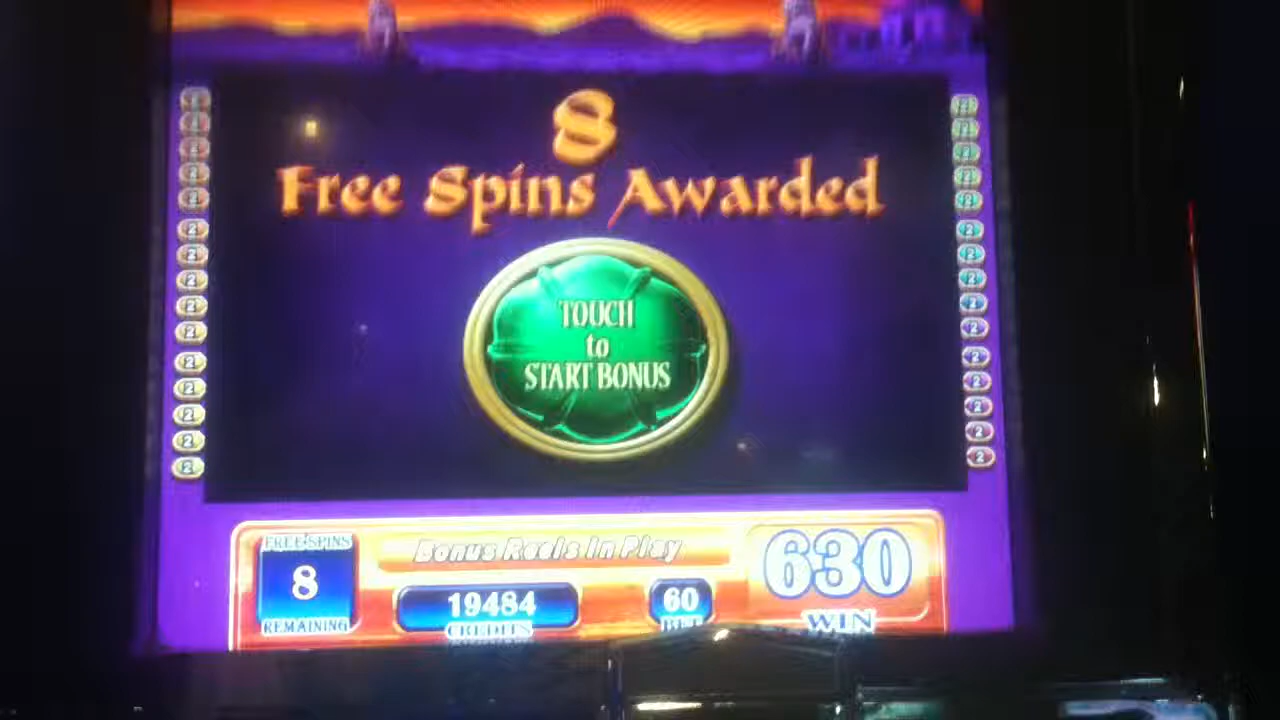 8
Free Spins Awarded
TOUCH
to
START BONUS
FREE SPINS
8
REMAINING
Bonus Reels In Play
19484
CREDITS
60
BET
630
WIN